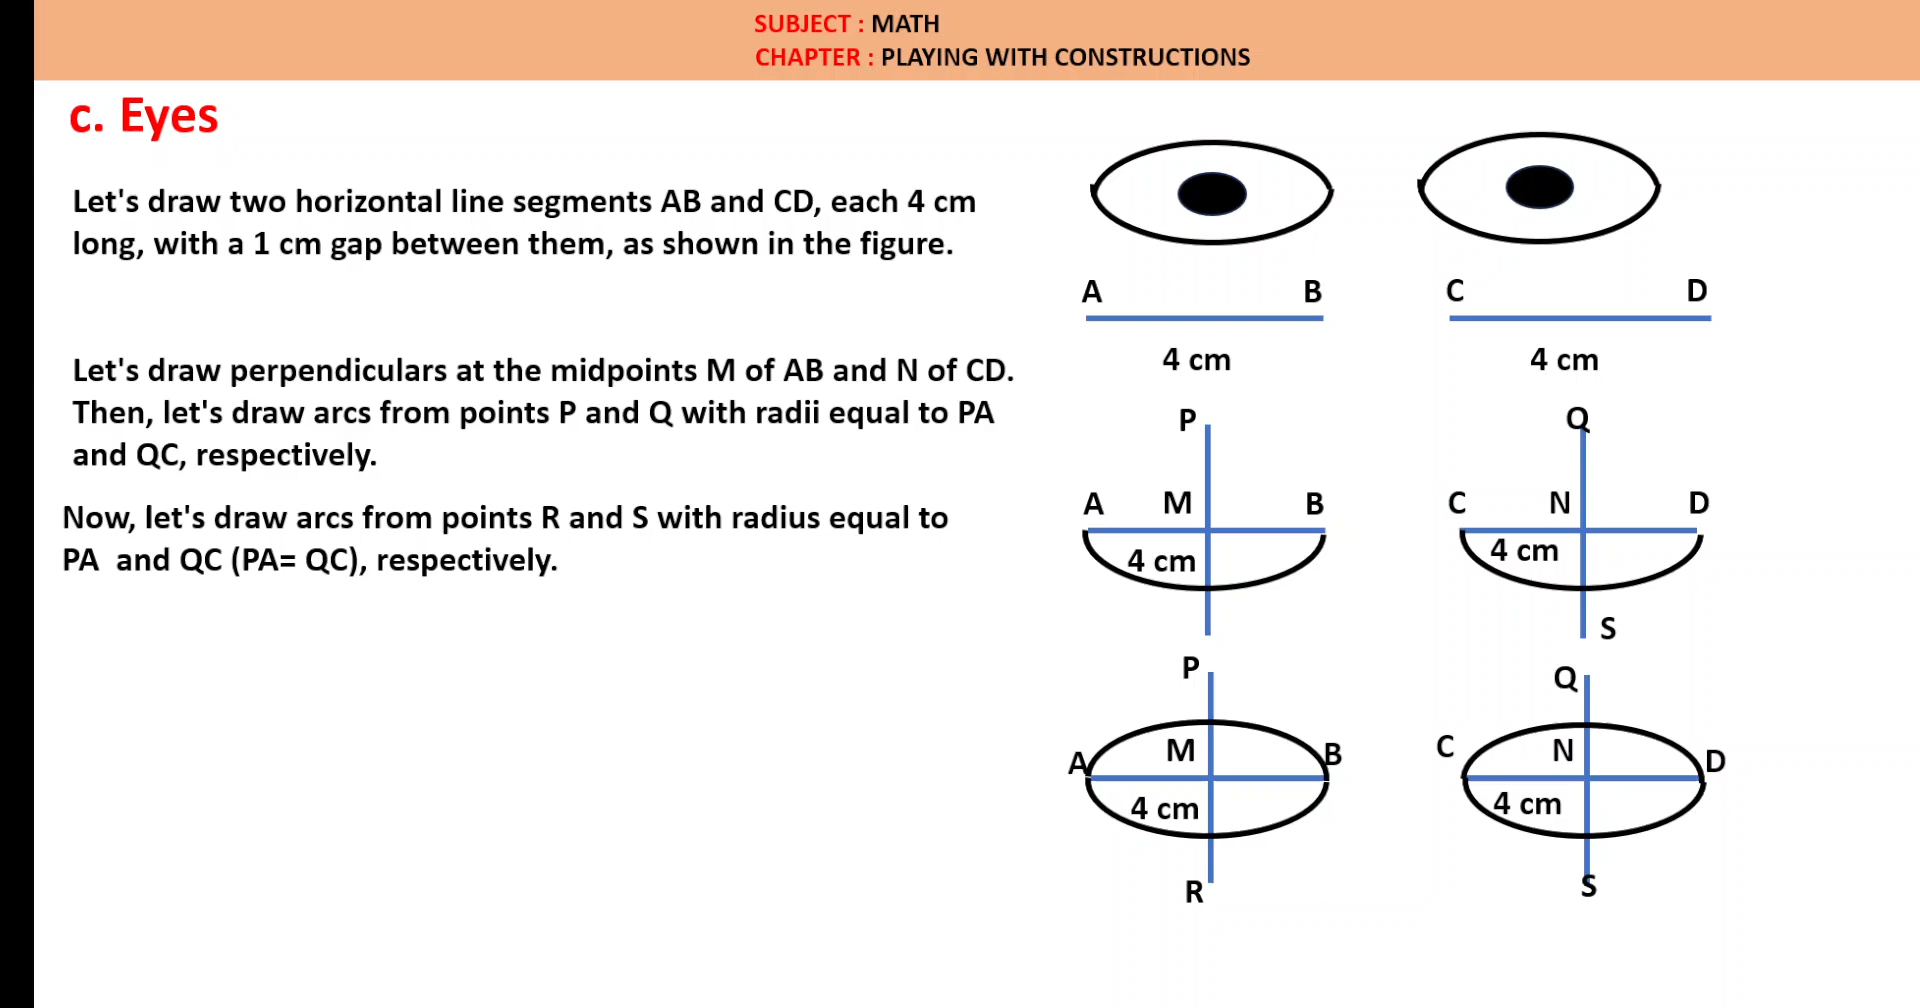 SUBJECT : MATH
CHAPTER : PLAYING WITH CONSTRUCTIONS
c. Eyes
Let's draw two horizontal line segments AB and CD, each 4 cm
long, with a 1 cm gap between them, as shown in the figure.
A B C D
4 cm 4 cm
Let's draw perpendiculars at the midpoints M of AB and N of CD.
Then, let's draw arcs from points P and Q with radii equal to PA
and QC, respectively.
Now, let's draw arcs from points R and S with radius equal to
PA and QC (PA= QC), respectively.
P Q
A M B C N D
4 cm 4 cm
S
P Q
A M B C N D
4 cm 4 cm
R S